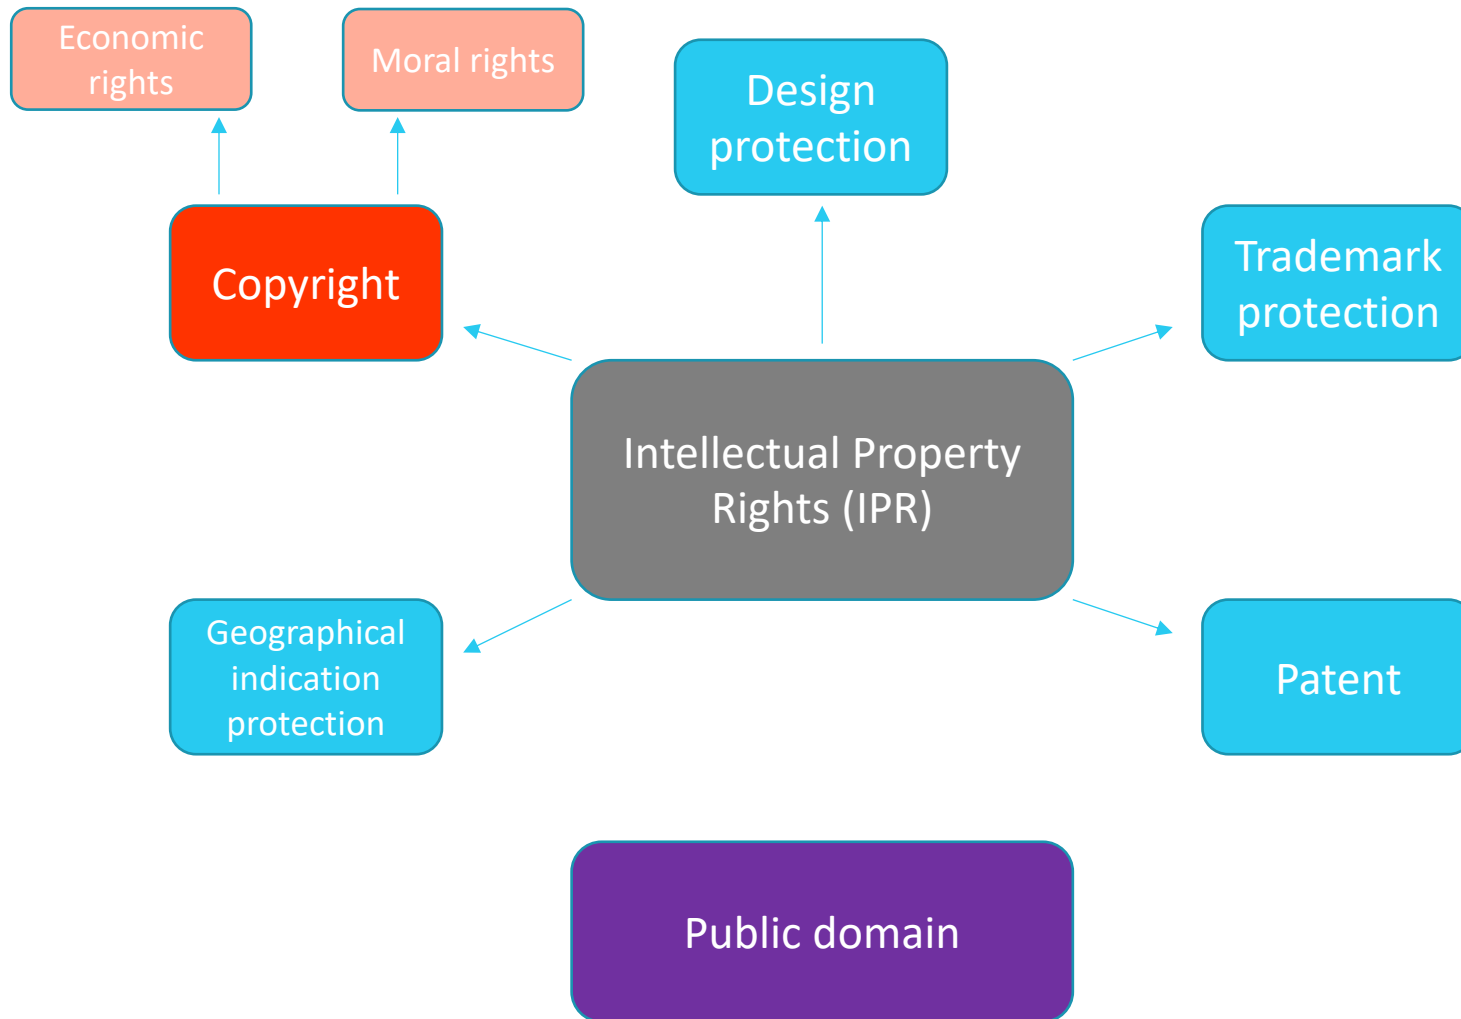 Economic
rights
Moral rights
Design
protection
Copyright
Trademark
protection
Intellectual Property
Rights (IPR)
Geographical
indication
protection
Patent
Public domain